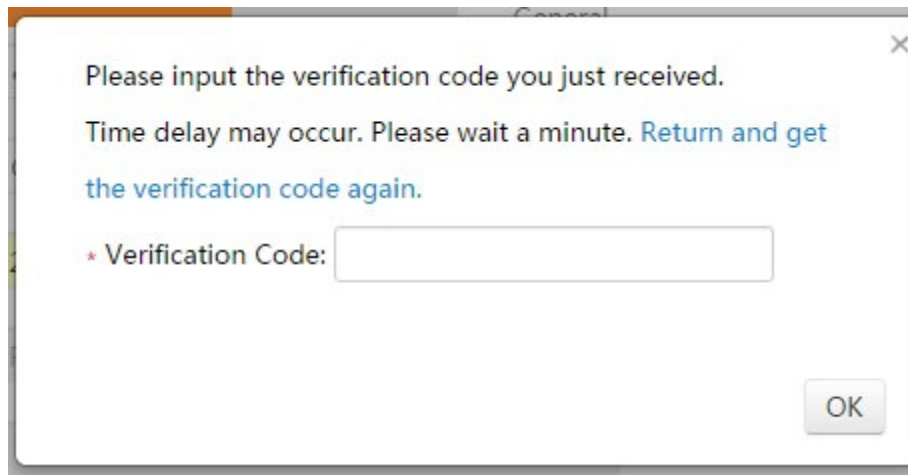 General
Please input the verification code you just received.
Time delay may occur. Please wait a minute. Return and get
the verification code again.
* Verification Code:
OK